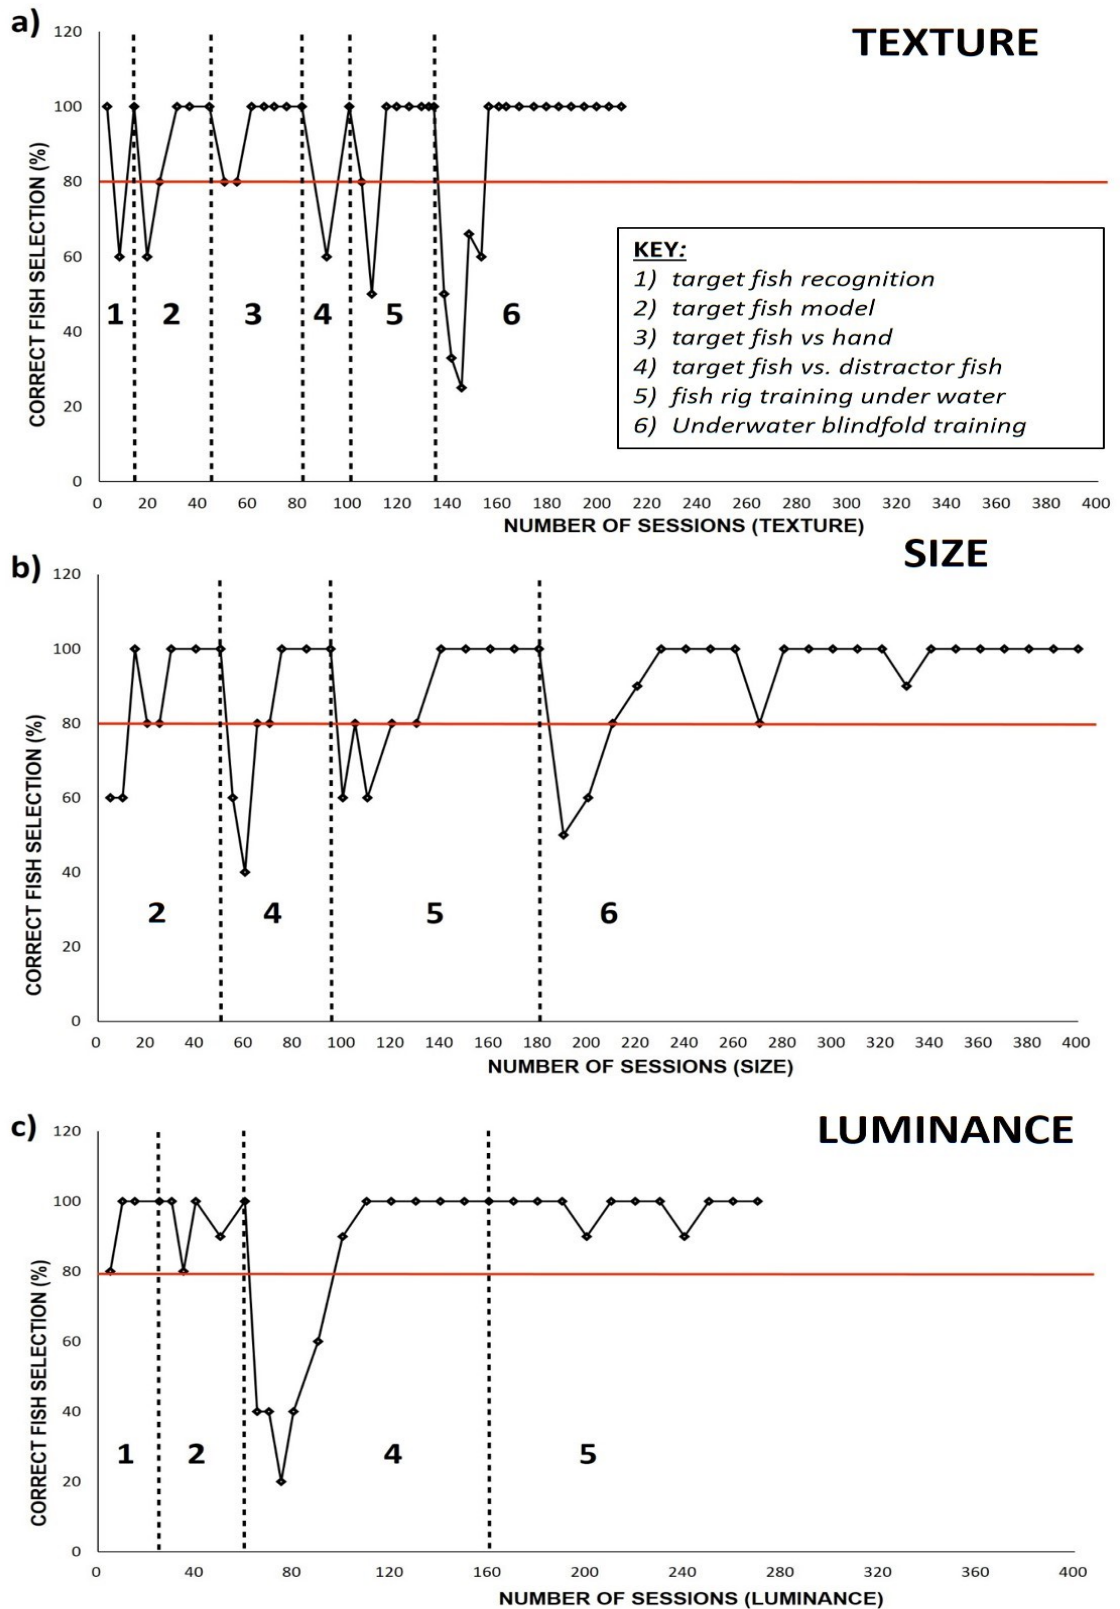 a)
TEXTURE
120
100
80
60
40
20
0
CORRECT FISH SELECTION (%)
1 2 3 4 5 6
KEY:
1) target fish recognition
2) target fish model
3) target fish vs hand
4) target fish vs. distractor fish
5) fish rig training under water
6) Underwater blindfold training
0 20 40 60 80 100 120 140 160 180 200 220 240 260 280 300 320 340 360 380 400
NUMBER OF SESSIONS (TEXTURE)
b)
SIZE
120
100
80
60
40
20
0
CORRECT FISH SELECTION (%)
2 4 5 6
0 20 40 60 80 100 120 140 160 180 200 220 240 260 280 300 320 340 360 380 400
NUMBER OF SESSIONS (SIZE)
c)
LUMINANCE
120
100
80
60
40
20
0
CORRECT FISH SELECTION (%)
1 2 4 5
0 40 80 120 160 200 240 280 320 360 400
NUMBER OF SESSIONS (LUMINANCE)